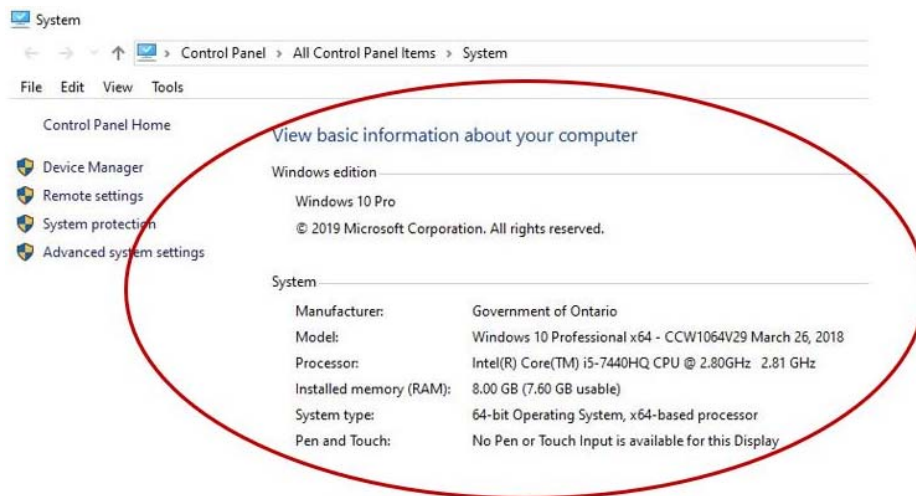 System
Control Panel > All Control Panel Items > System
File Edit View Tools
Control Panel Home
Device Manager
Remote settings
System protection
Advanced system settings
View basic information about your computer
Windows edition
Windows 10 Pro
© 2019 Microsoft Corporation. All rights reserved.
System
Manufacturer: Government of Ontario
Model: Windows 10 Professional x64 - CCW1064V29 March 26, 2018
Processor: Intel(R) Core(TM) i5-7440HQ CPU @ 2.80GHz 2.81 GHz
Installed memory (RAM): 8.00 GB (7.60 GB usable)
System type: 64-bit Operating System, x64-based processor
Pen and Touch: No Pen or Touch Input is available for this Display